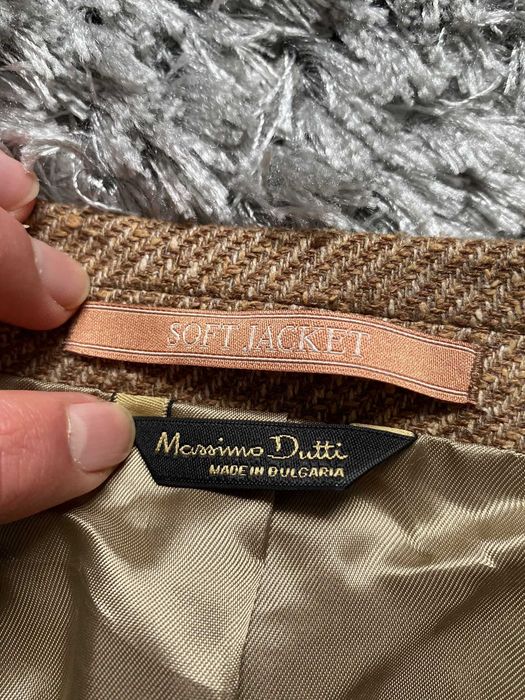 SOFT JACKET
Massimo Dutti
MADE IN BULGARIA